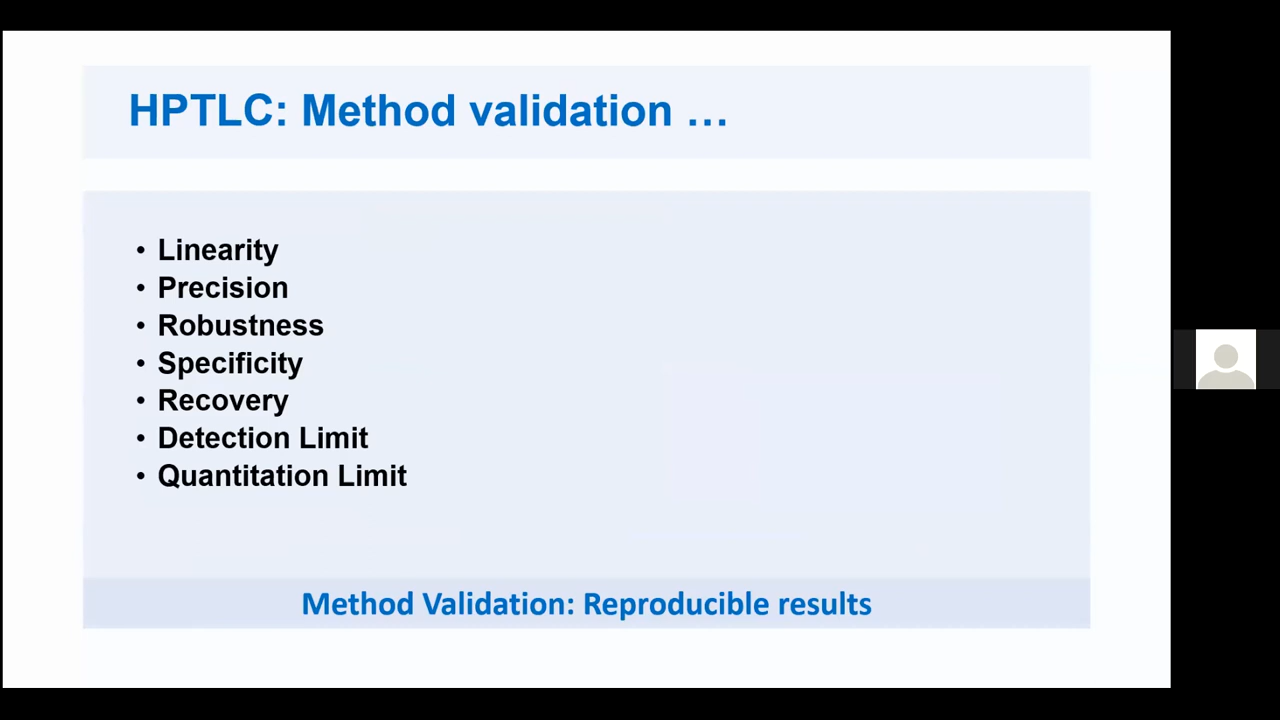 HPTLC: Method validation …
• Linearity
• Precision
• Robustness
• Specificity
• Recovery
• Detection Limit
• Quantitation Limit
Method Validation: Reproducible results